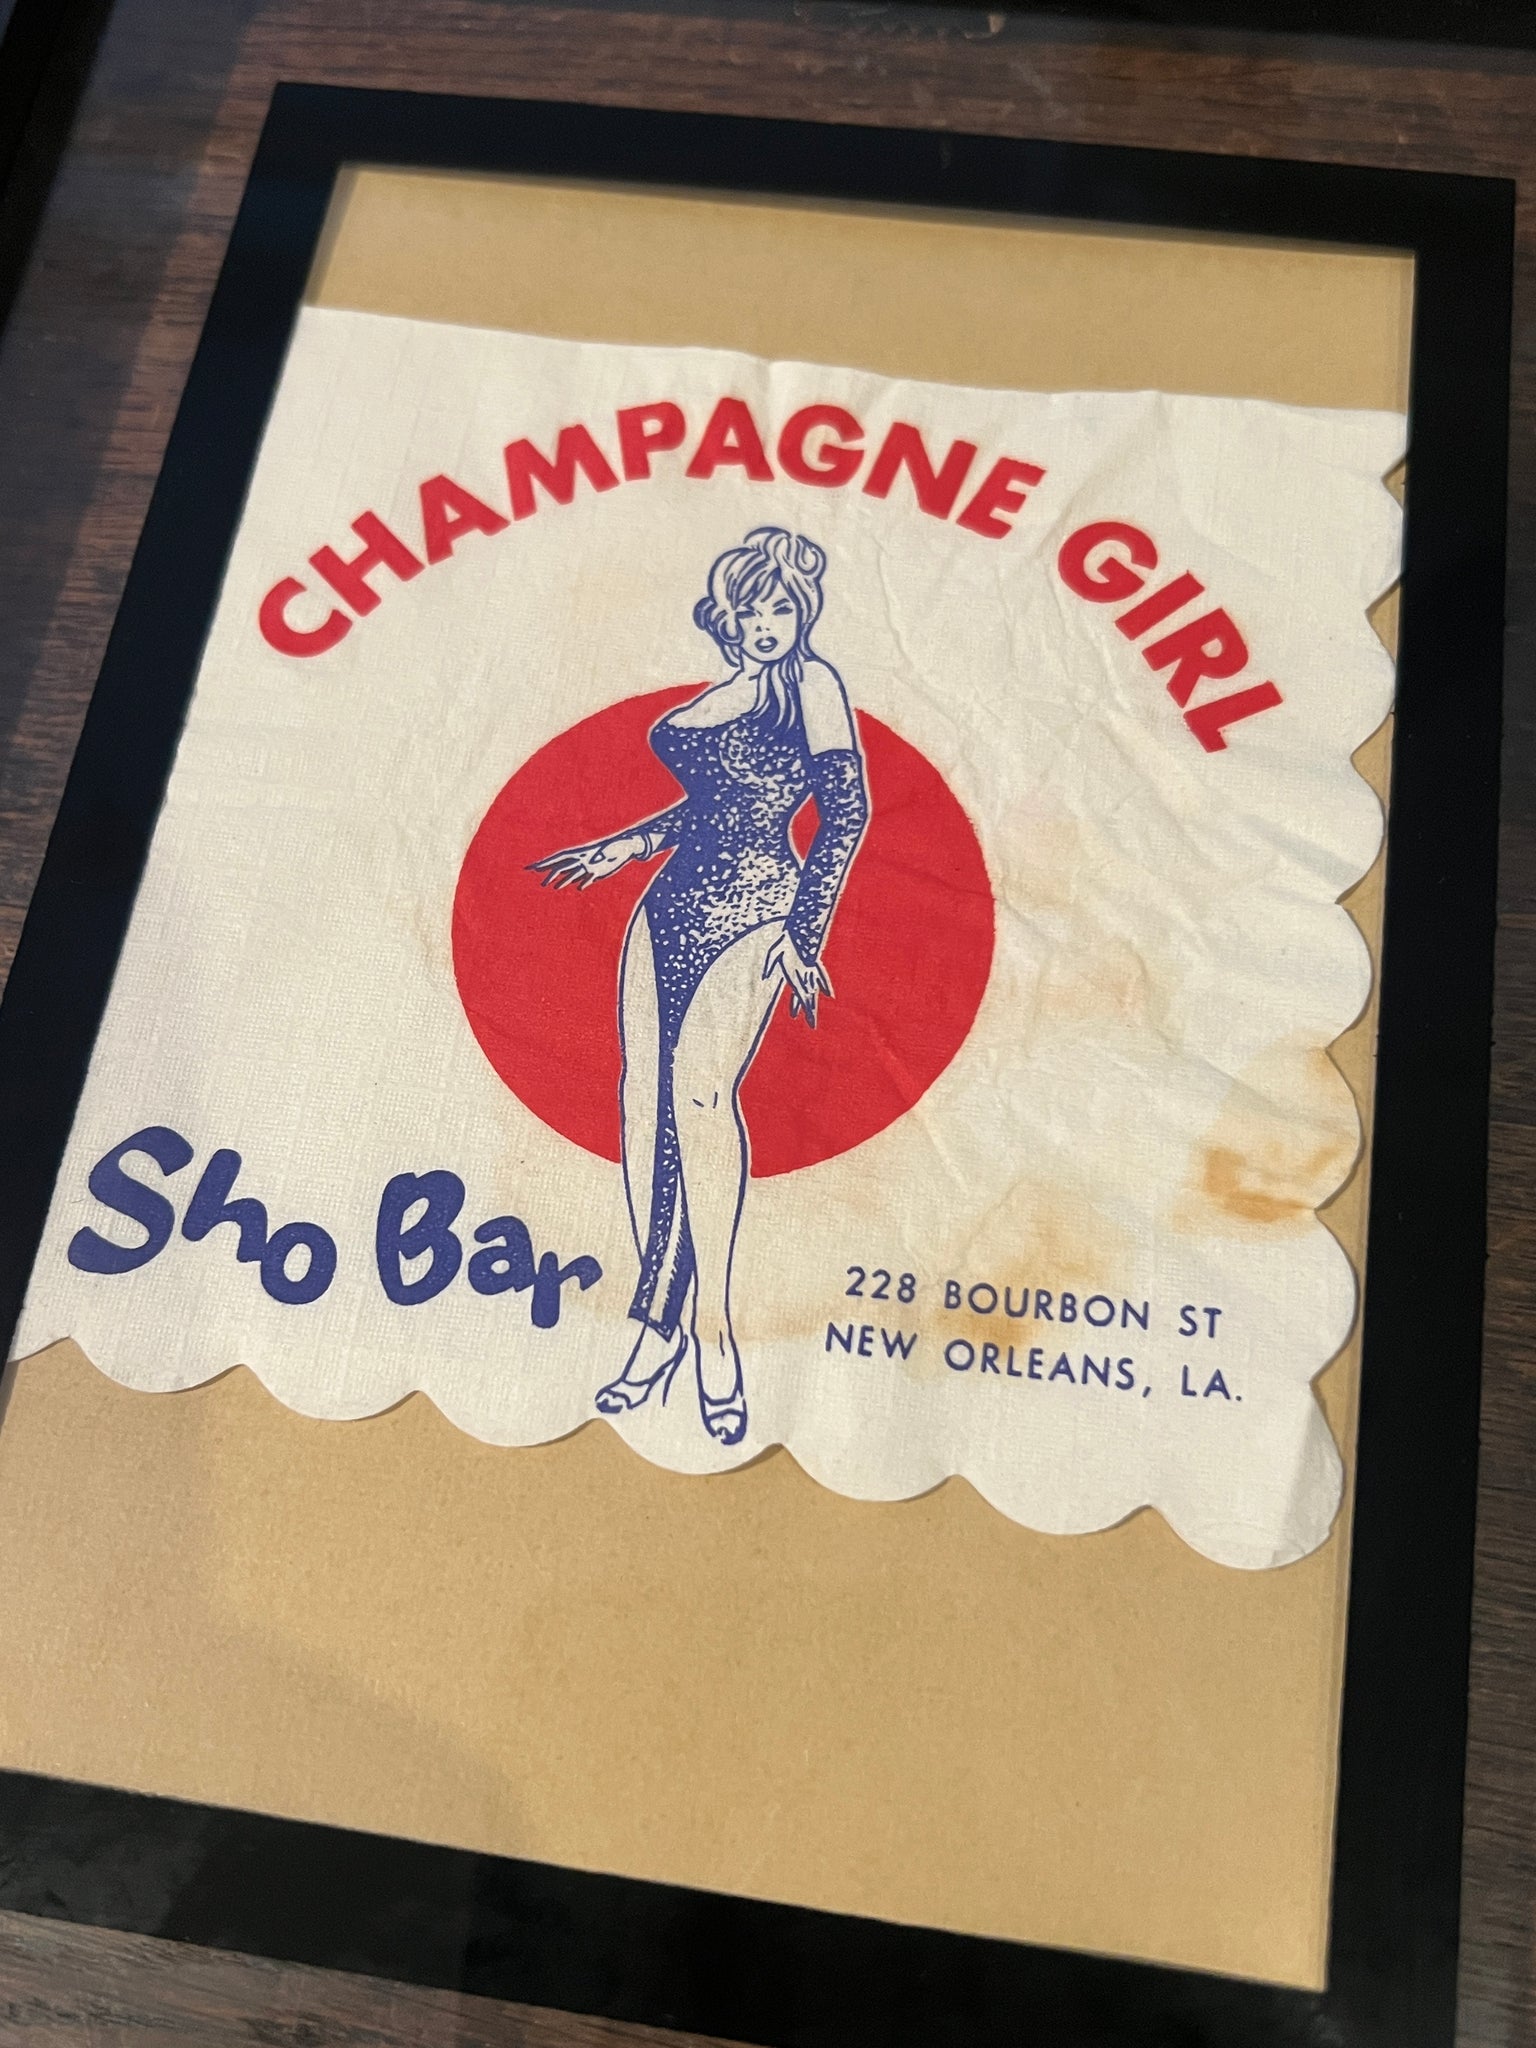 CHAMPAGNE GIRL
Sho Bar
228 BOURBON ST
NEW ORLEANS, LA.